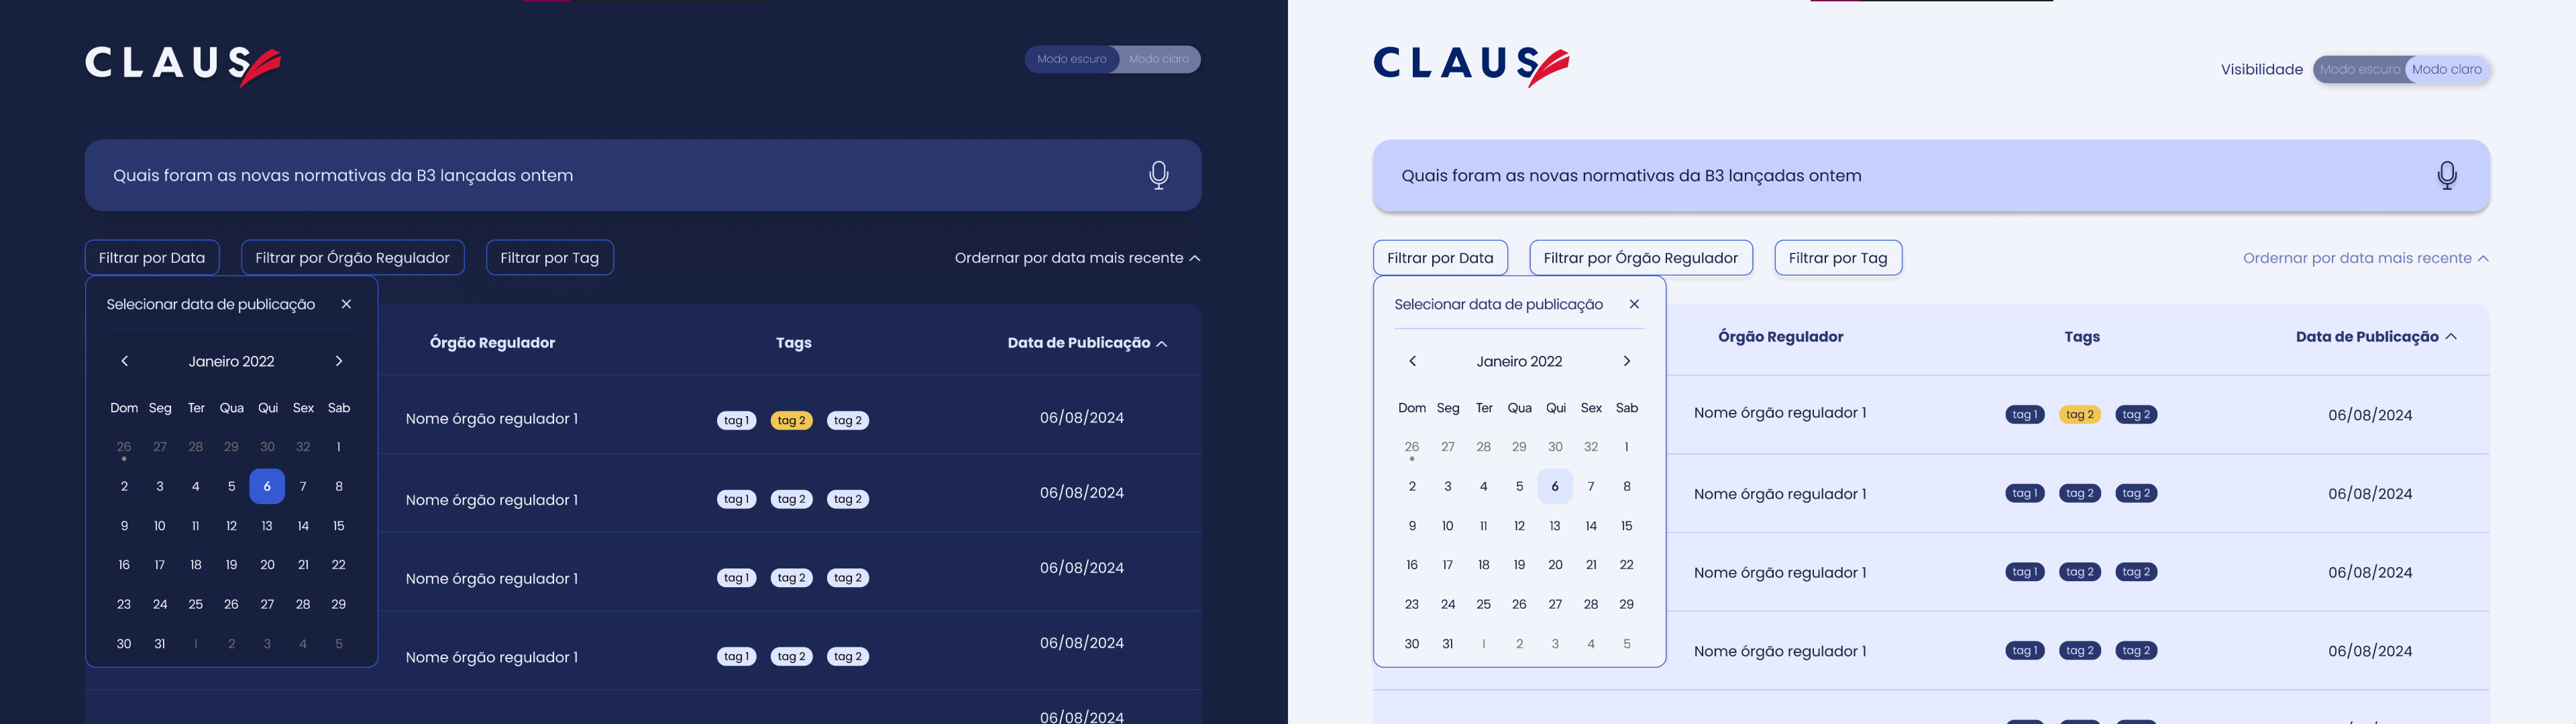 CLAUS
Modo escuro Modo claro
Quais foram as novas normativas da B3 lançadas ontem
Filtrar por Data Filtrar por Órgão Regulador Filtrar por Tag Ordernar por data mais recente
Selecionar data de publicação
Janeiro 2022
Dom Seg Ter Qua Qui Sex Sab
26 27 28 29 30 32 1
2 3 4 5 6 7 8
9 10 11 12 13 14 15
16 17 18 19 20 21 22
23 24 25 26 27 28 29
30 31 1 2 3 4 5
Órgão Regulador Tags Data de Publicação
Nome órgão regulador 1 tag 1 tag 2 tag 2 06/08/2024
Nome órgão regulador 1 tag 1 tag 2 tag 2 06/08/2024
Nome órgão regulador 1 tag 1 tag 2 tag 2 06/08/2024
Nome órgão regulador 1 tag 1 tag 2 tag 2 06/08/2024
06/08/2024
CLAUS
Visibilidade Modo escuro Modo claro
Quais foram as novas normativas da B3 lançadas ontem
Filtrar por Data Filtrar por Órgão Regulador Filtrar por Tag Ordernar por data mais recente
Selecionar data de publicação
Janeiro 2022
Dom Seg Ter Qua Qui Sex Sab
26 27 28 29 30 32 1
2 3 4 5 6 7 8
9 10 11 12 13 14 15
16 17 18 19 20 21 22
23 24 25 26 27 28 29
30 31 1 2 3 4 5
Órgão Regulador Tags Data de Publicação
Nome órgão regulador 1 tag 1 tag 2 tag 2 06/08/2024
Nome órgão regulador 1 tag 1 tag 2 tag 2 06/08/2024
Nome órgão regulador 1 tag 1 tag 2 tag 2 06/08/2024
Nome órgão regulador 1 tag 1 tag 2 tag 2 06/08/2024